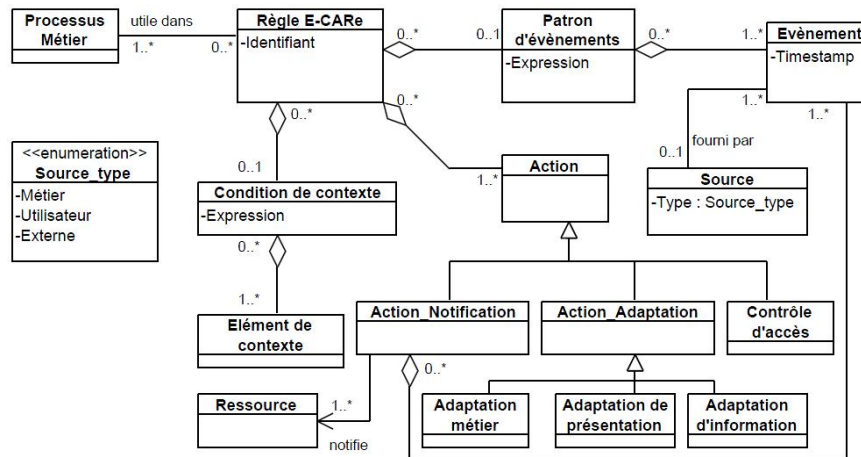 Processus
Métier
utile dans
1..*
0..*
Règle E-CARe
-Identifiant
0..*
0..1
Patron
d'évènements
-Expression
0..*
1..*
Evènement
-Timestamp
0..*
0..*
1..*
1..*
<<enumeration>>
Source_type
-Métier
-Utilisateur
-Externe
0..1
fourni par
0..1
Condition de contexte
-Expression
1..*
Action
Source
-Type : Source_type
0..*
1..*
Elément de
contexte
Action_Notification
Action_Adaptation
Contrôle
d'accès
0..*
Ressource
1..*
notifie
Adaptation
métier
Adaptation de
présentation
Adaptation
d'information